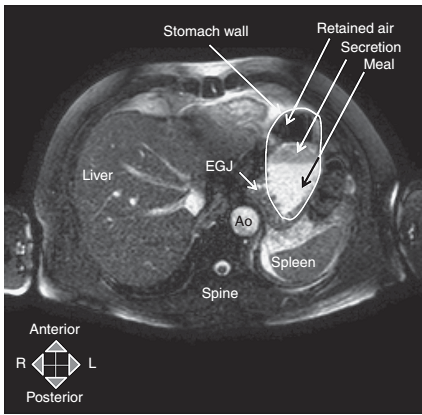 Stomach wall
Retained air
Secretion
Meal
EGJ
Liver
Ao
Spleen
Spine
Anterior
R
L
Posterior